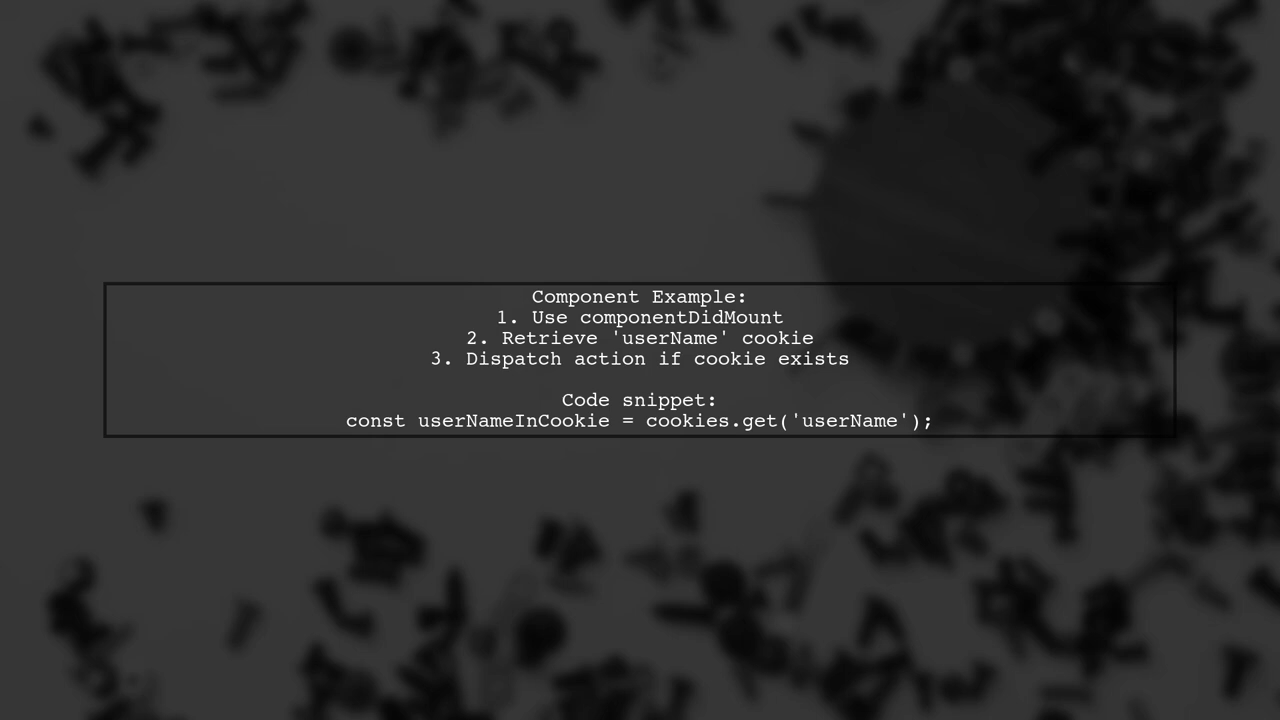 Component Example:
1. Use componentDidMount
2. Retrieve 'userName' cookie
3. Dispatch action if cookie exists
Code snippet:
const userNameInCookie = cookies.get('userName');